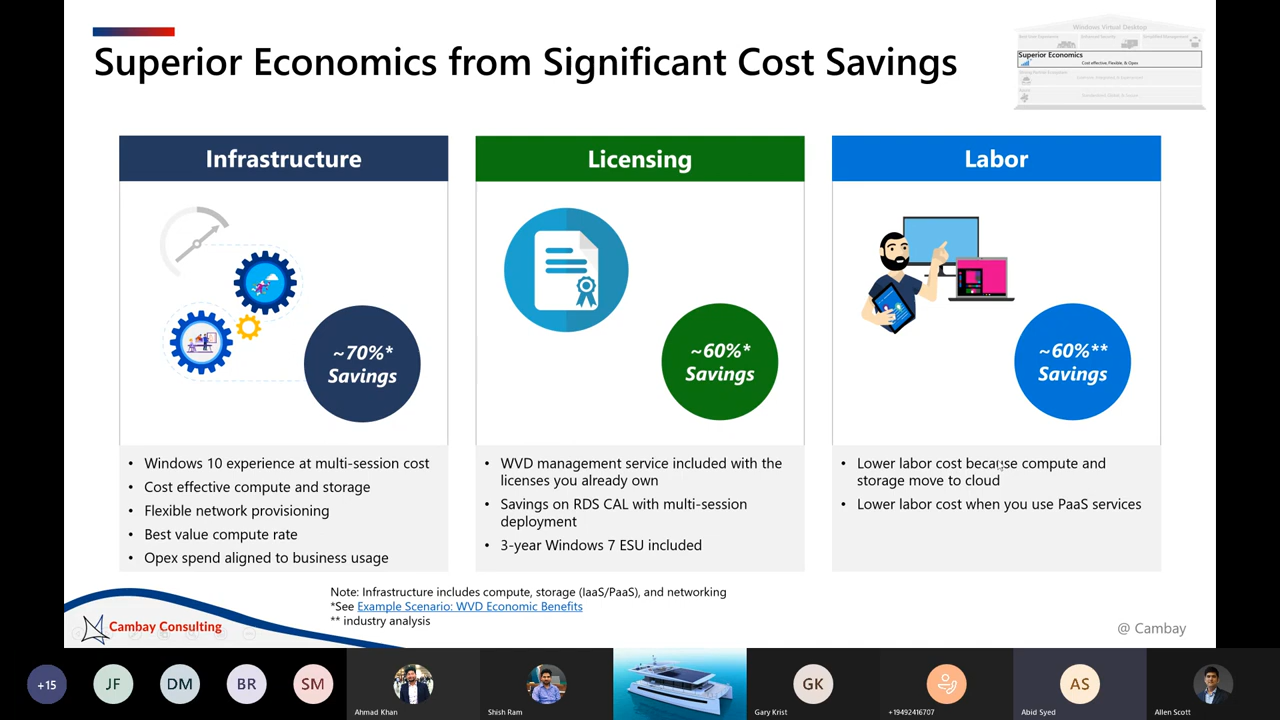 Superior Economics from Significant Cost Savings
Windows Virtual Desktop
Superior Economics
Cost effective, Flexible, & Opex
Infrastructure
~70%*
Savings
• Windows 10 experience at multi-session cost
• Cost effective compute and storage
• Flexible network provisioning
• Best value compute rate
• Opex spend aligned to business usage
Licensing
~60%*
Savings
• WVD management service included with the
licenses you already own
• Savings on RDS CAL with multi-session
deployment
• 3-year Windows 7 ESU included
Labor
~60%**
Savings
• Lower labor cost because compute and
storage move to cloud
• Lower labor cost when you use PaaS services
Note: Infrastructure includes compute, storage (IaaS/PaaS), and networking
*See Example Scenario: WVD Economic Benefits
** industry analysis
Cambay Consulting
@ Cambay
+15
JF
DM
BR
SM
Ahmad Khan
Shish Ram
GK
Gary Krist
+19492416707
AS
Abid Syed
Allen Scott